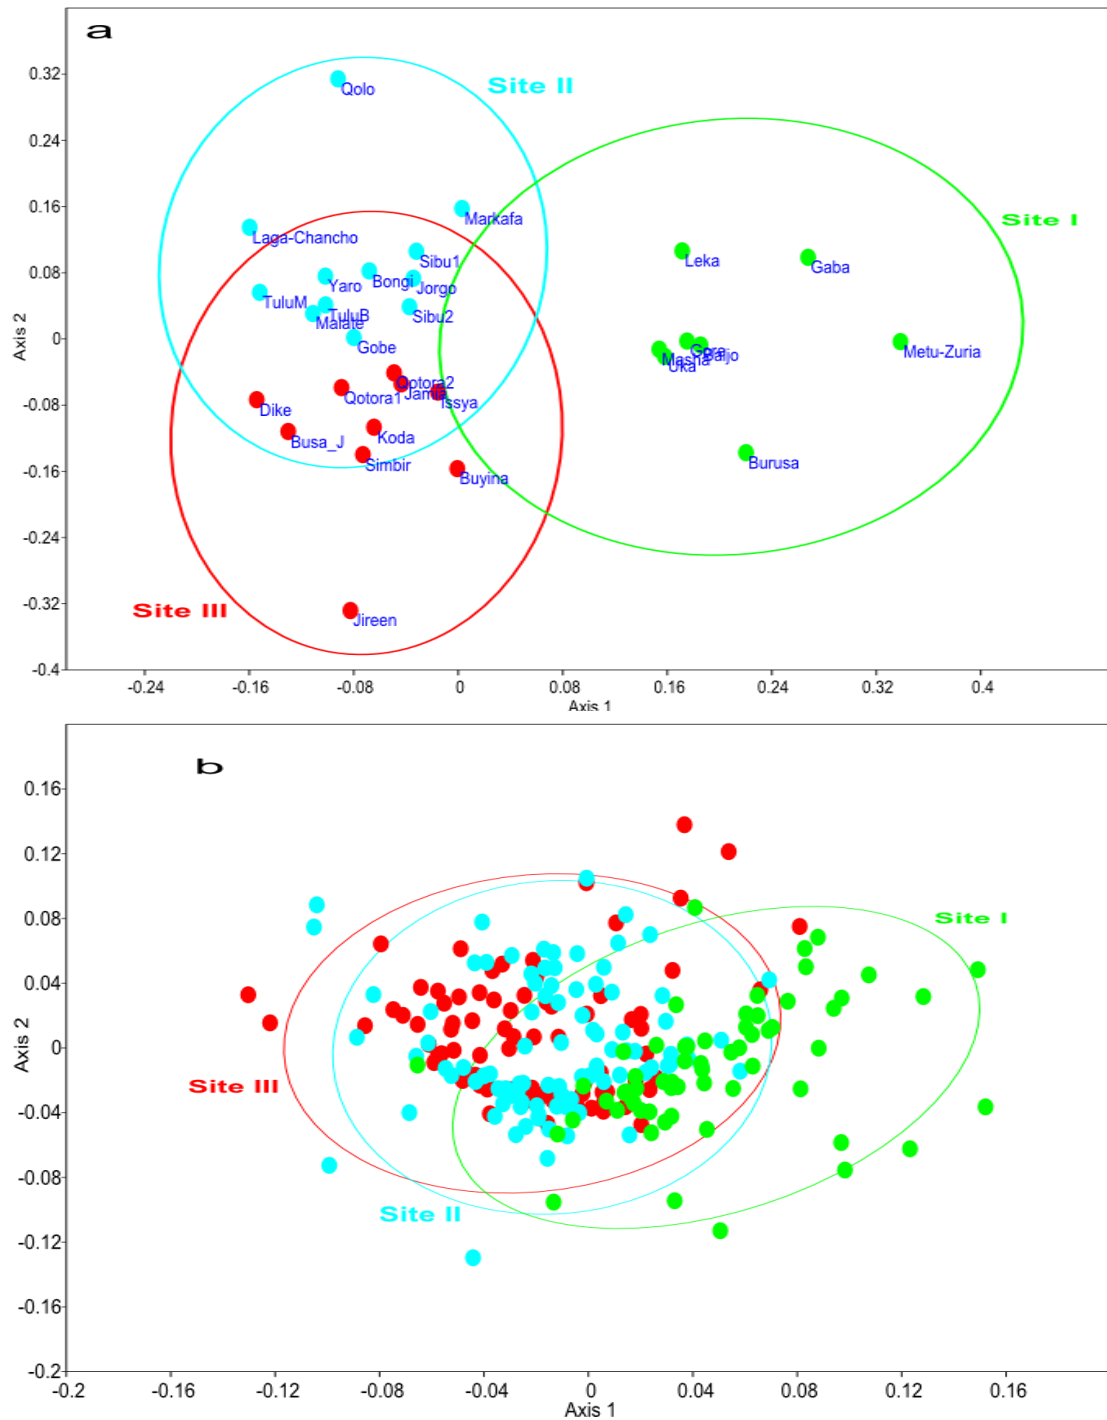 a
0.32
0.24
0.16
0.08
0
-0.08
-0.16
-0.24
-0.32
-0.4
Axis 2
Qolo
Site II
Markafa
Laga-Chancho
Sibu1
Yaro
Bongi
Jorgo
TuluM
TuluB
Malate
Sibu2
Gobe
Site I
Leka
Gaba
Gera
Baljo
Masha
Uka
Metu-Zuria
Burusa
Qotora2
Qotora1
Issya
Dike
Busa_J
Koda
Simbir
Buyina
Site III
Jireen
-0.24 -0.16 -0.08 0 0.08 0.16 0.24 0.32 0.4
Axis 1
b
0.16
0.12
0.08
0.04
0
-0.04
-0.08
-0.12
-0.16
-0.2
Axis 2
Site I
Site III
Site II
-0.2 -0.16 -0.12 -0.08 -0.04 0 0.04 0.08 0.12 0.16
Axis 1